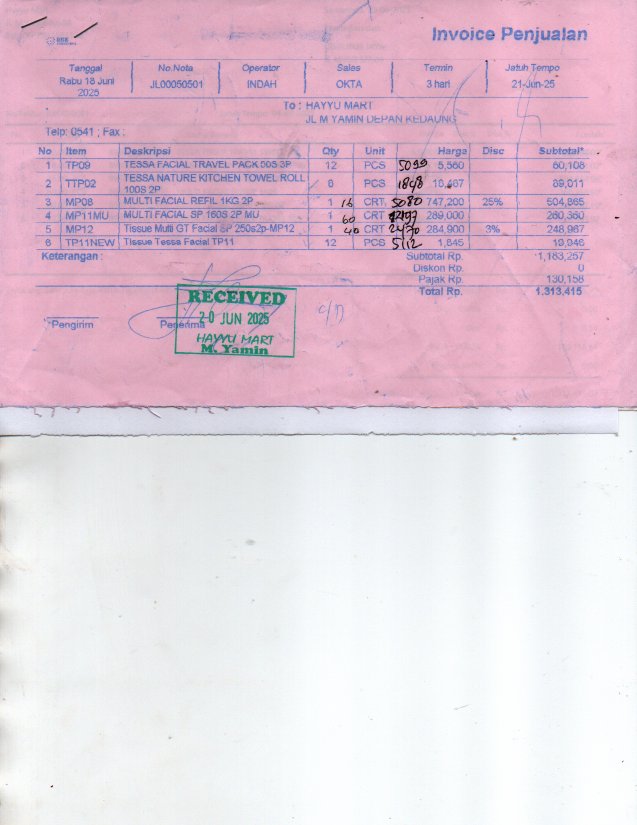 Invoice Penjualan
Tanggal No.Nota Operator Sales Termin Jatuh Tempo
Rabu 18 Juni 2025 JL00050501 INDAH OKTA 3 hari 21-Jun-25
To : HAYYU MART
JL M YAMIN DEPAN KEDAUNG
Telp: 0541 ; Fax :
No Item Deskripsi Qty Unit Harga Disc Subtotal*
1 TP09 TESSA FACIAL TRAVEL PACK 50S 3P 12 PCS 5099 5,560 60,108
2 TTP02 TESSA NATURE KITCHEN TOWEL ROLL 100S 2P 6 PCS 16,467 89,011
3 MP08 MULTI FACIAL REFIL 1KG 2P 1 16 CRT 5080 747,200 25% 504,865
4 MP11MU MULTI FACIAL SP 160S 2P MU 1 60 CRT 289,000 260,360
5 MP12 Tissue Multi GT Facial SP 250s2p-MP12 1 40 CRT 2470 284,900 3% 248,967
6 TP11NEW Tissue Tessa Facial TP11 12 PCS 5/12 1,845 19,946
Keterangan : Subtotal Rp. 1,183,257
Diskon Rp. 0
Pajak Rp. 130,158
Total Rp. 1,313,415
RECEIVED
20 JUN 2025
HAYYU MART
M. Yamin
Pengirim Penerima